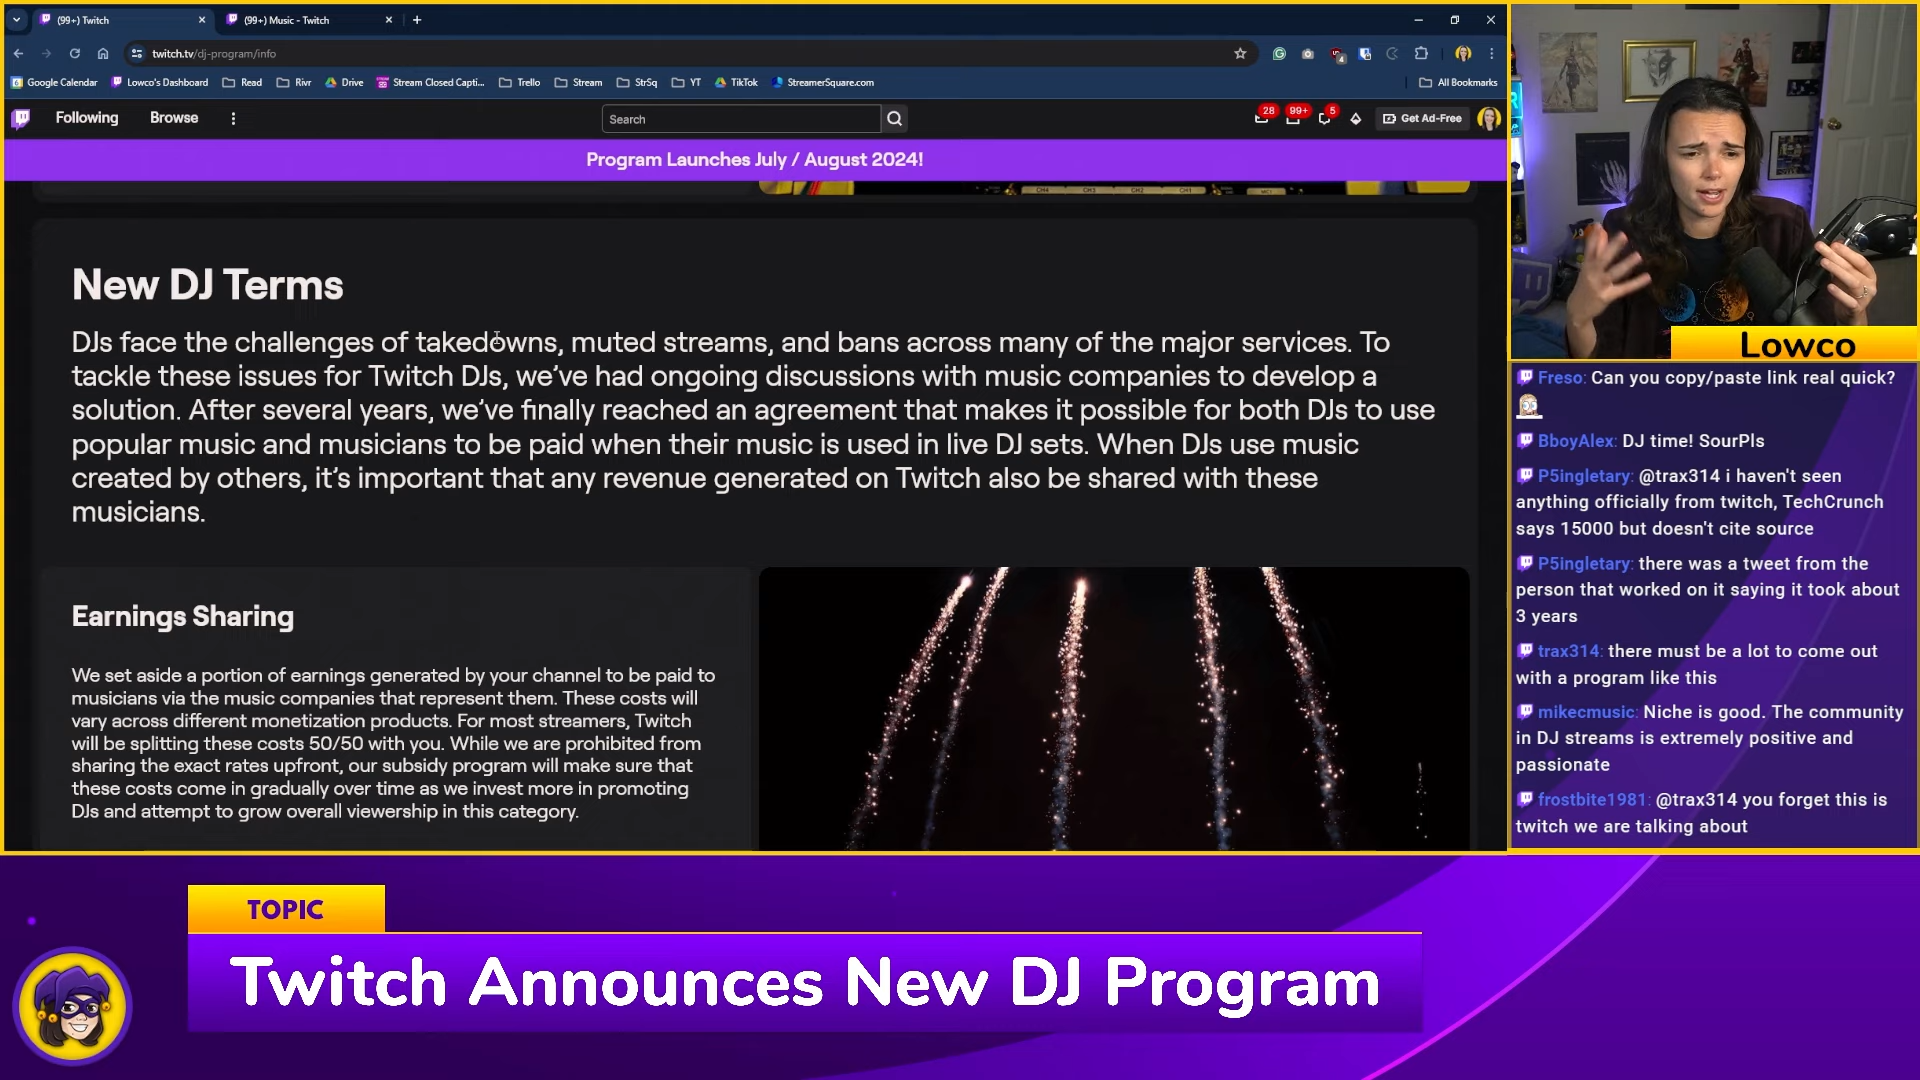 (99+) Twitch
(99+) Music - Twitch
twitch.tv/dj-program/info
Google Calendar
Lowco's Dashboard
Read
Rivr
Drive
Stream Closed Capti...
Trello
Stream
StrSq
YT
TikTok
StreamerSquare.com
All Bookmarks
Following
Browse
Search
28
99+
5
Get Ad-Free
Program Launches July / August 2024!
New DJ Terms
DJs face the challenges of takedowns, muted streams, and bans across many of the major services. To
tackle these issues for Twitch DJs, we've had ongoing discussions with music companies to develop a
solution. After several years, we've finally reached an agreement that makes it possible for both DJs to use
popular music and musicians to be paid when their music is used in live DJ sets. When DJs use music
created by others, it's important that any revenue generated on Twitch also be shared with these
musicians.
Earnings Sharing
We set aside a portion of earnings generated by your channel to be paid to
musicians via the music companies that represent them. These costs will
vary across different monetization products. For most streamers, Twitch
will be splitting these costs 50/50 with you. While we are prohibited from
sharing the exact rates upfront, our subsidy program will make sure that
these costs come in gradually over time as we invest more in promoting
DJs and attempt to grow overall viewership in this category.
Lowco
Freso: Can you copy/paste link real quick?
BboyAlex: DJ time! SourPls
P5ingletary: @trax314 i haven't seen
anything officially from twitch, TechCrunch
says 15000 but doesn't cite source
P5ingletary: there was a tweet from the
person that worked on it saying it took about
3 years
trax314: there must be a lot to come out
with a program like this
mikecmusic: Niche is good. The community
in DJ streams is extremely positive and
passionate
frostbite1981: @trax314 you forget this is
twitch we are talking about
TOPIC
Twitch Announces New DJ Program